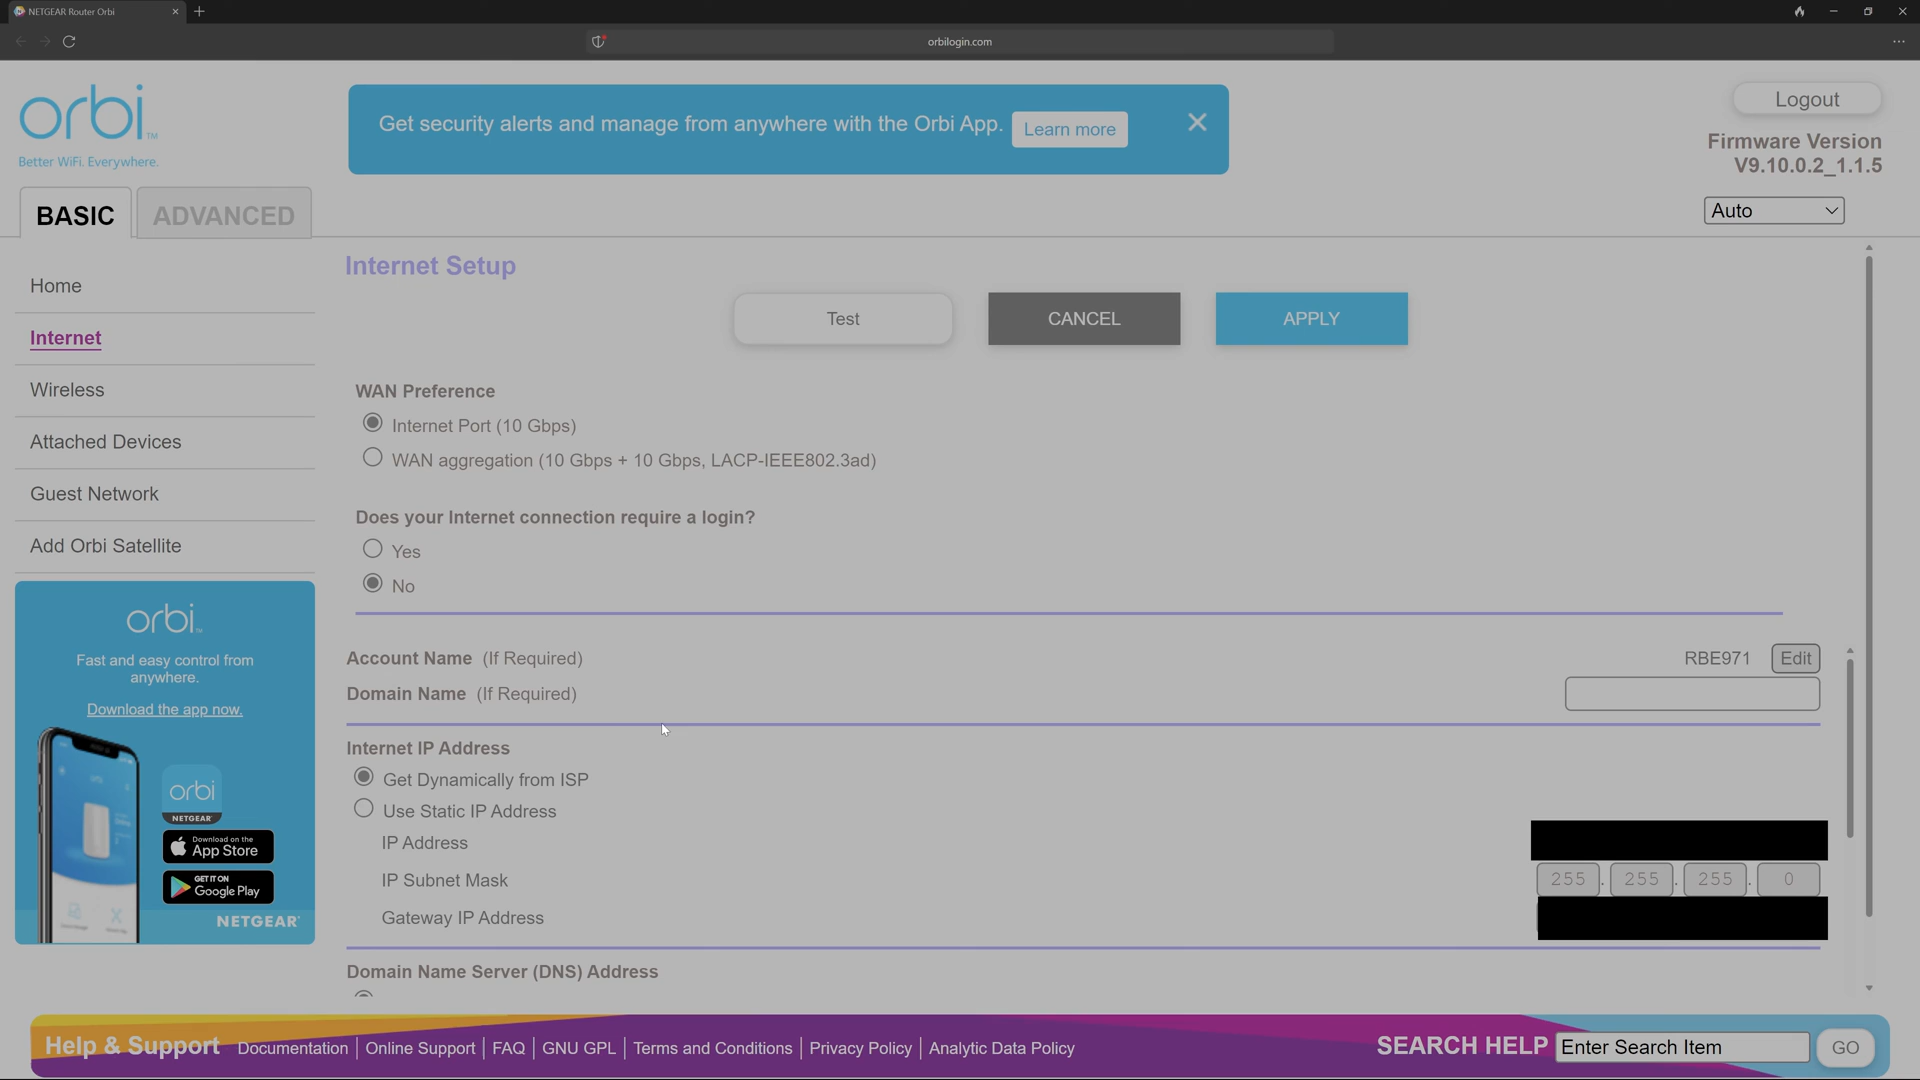 NETGEAR Router Orbi
orbilogin.com
orbi™
Better WiFi. Everywhere.
Get security alerts and manage from anywhere with the Orbi App. Learn more
Logout
Firmware Version
V9.10.0.2_1.1.5
BASIC ADVANCED
Auto
Home
Internet
Wireless
Attached Devices
Guest Network
Add Orbi Satellite
orbi
Fast and easy control from
anywhere.
Download the app now.
orbi
NETGEAR
Download on the
App Store
GET IT ON
Google Play
NETGEAR
Internet Setup
Test CANCEL APPLY
WAN Preference
Internet Port (10 Gbps)
WAN aggregation (10 Gbps + 10 Gbps, LACP-IEEE802.3ad)
Does your Internet connection require a login?
Yes
No
Account Name (If Required) RBE971 Edit
Domain Name (If Required)
Internet IP Address
Get Dynamically from ISP
Use Static IP Address
IP Address
IP Subnet Mask 255 . 255 . 255 . 0
Gateway IP Address
Domain Name Server (DNS) Address
Help & Support Documentation | Online Support | FAQ | GNU GPL | Terms and Conditions | Privacy Policy | Analytic Data Policy
SEARCH HELP Enter Search Item GO